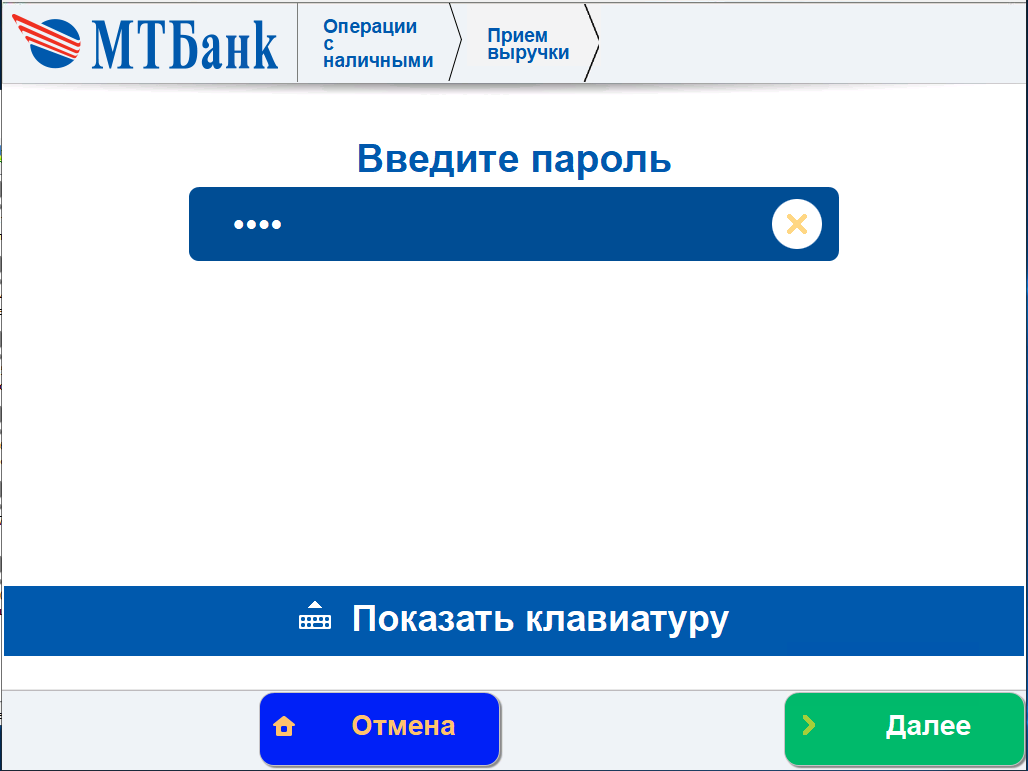 МТБанк
Операции
с
наличными
Прием
выручки
Введите пароль
••••
Показать клавиатуру
Отмена
Далее